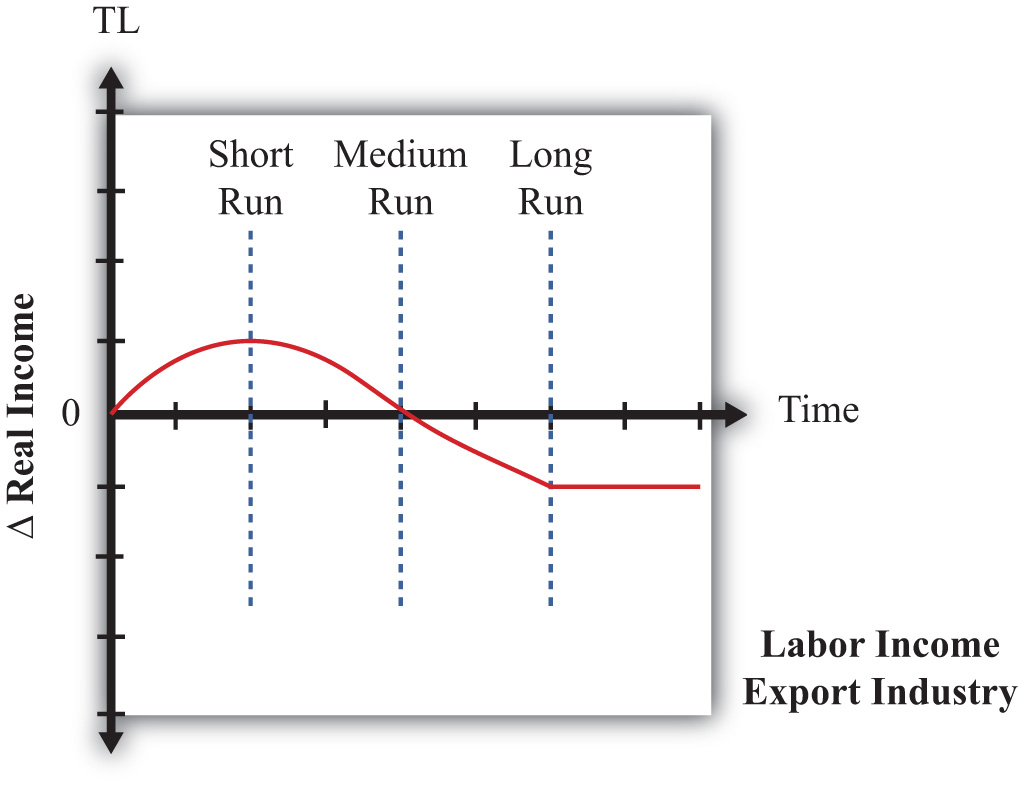 TL
Short
Run
Medium
Run
Long
Run
Δ Real Income
0
Time
Labor Income
Export Industry